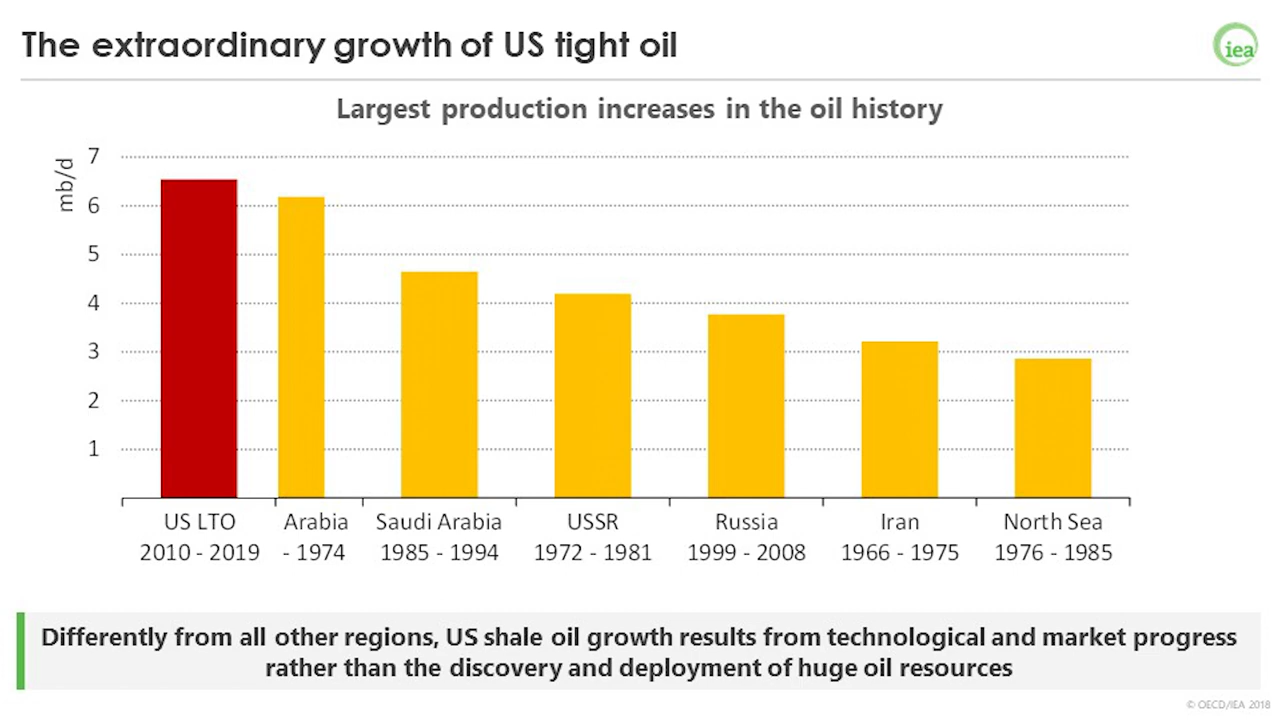 The extraordinary growth of US tight oil
iea
Largest production increases in the oil history
mb/d
7
6
5
4
3
2
1
US LTO
2010 - 2019
Arabia
- 1974
Saudi Arabia
1985 - 1994
USSR
1972 - 1981
Russia
1999 - 2008
Iran
1966 - 1975
North Sea
1976 - 1985
Differently from all other regions, US shale oil growth results from technological and market progress
rather than the discovery and deployment of huge oil resources
© OECD/IEA 2018